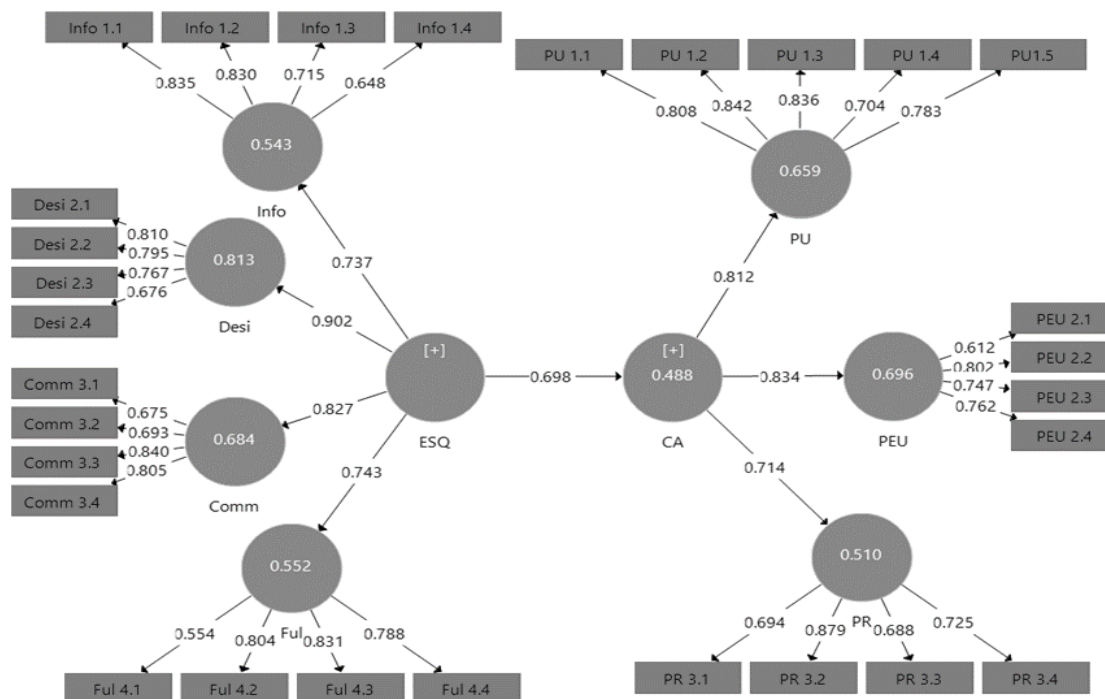 Info 1.1
Info 1.2
Info 1.3
Info 1.4
0.835
0.830
0.715
0.648
0.543
Info
Desi 2.1
Desi 2.2
Desi 2.3
Desi 2.4
0.810
0.795
0.767
0.676
0.813
Desi
Comm 3.1
Comm 3.2
Comm 3.3
Comm 3.4
0.675
0.693
0.840
0.805
0.684
Comm
0.552
Ful
0.554
0.804
0.831
0.788
Ful 4.1
Ful 4.2
Ful 4.3
Ful 4.4
0.737
0.902
0.827
0.743
[+]
ESQ
0.698
[+]
0.488
CA
0.812
0.834
0.714
PU 1.1
PU 1.2
PU 1.3
PU 1.4
PU1.5
0.808
0.842
0.836
0.704
0.783
0.659
PU
0.696
PEU
0.612
0.802
0.747
0.762
PEU 2.1
PEU 2.2
PEU 2.3
PEU 2.4
0.510
PR
0.694
0.879
0.688
0.725
PR 3.1
PR 3.2
PR 3.3
PR 3.4